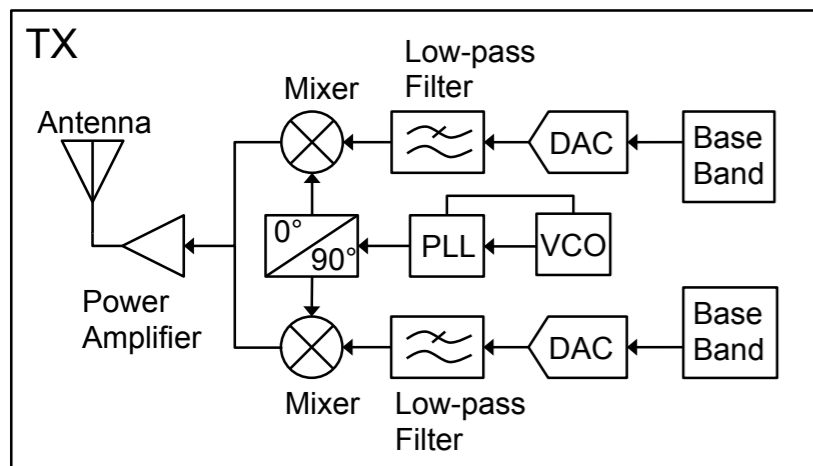 TX
Low-pass
Filter
Mixer
Antenna
DAC
Base
Band
0°
90°
PLL
VCO
Power
Amplifier
DAC
Base
Band
Mixer
Low-pass
Filter